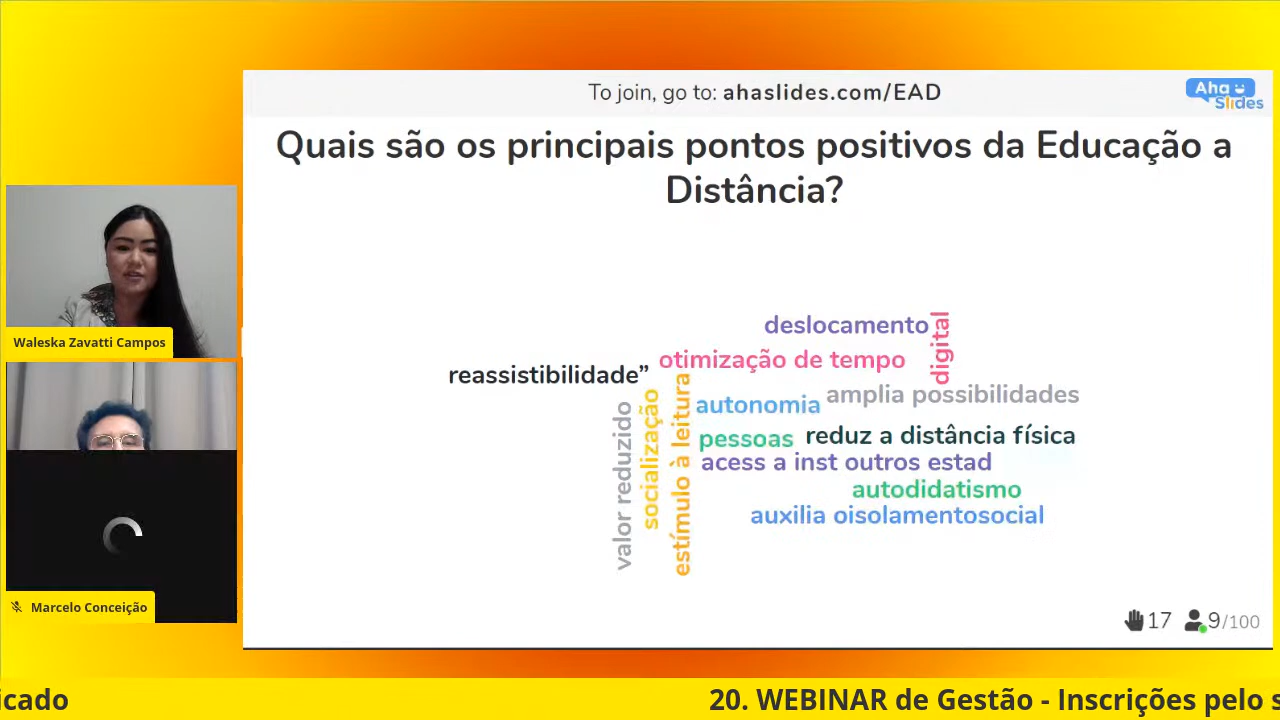 To join, go to: ahaslides.com/EAD
Aha
Slides
Quais são os principais pontos positivos da Educação a
Distância?
deslocamento
digital
otimização de tempo
reassistibilidade”
amplia possibilidades
autonomia
valor reduzido
socialização
estímulo à leitura
pessoas
reduz a distância física
acess a inst outros estad
autodidatismo
auxilia oisolamentosocial
17
9/100
Waleska Zavatti Campos
Marcelo Conceição
icado
20. WEBINAR de Gestão - Inscrições pelo s